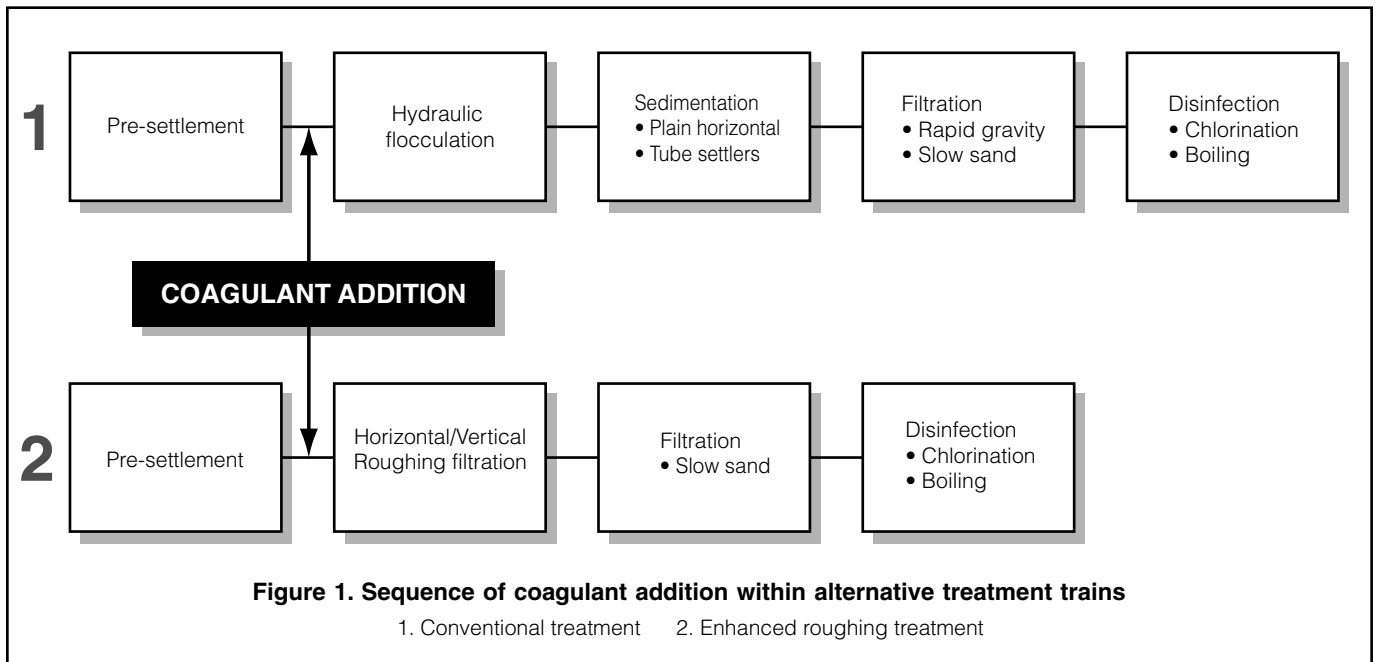 1
Pre-settlement
Hydraulic
flocculation
Sedimentation
• Plain horizontal
• Tube settlers
Filtration
• Rapid gravity
• Slow sand
Disinfection
• Chlorination
• Boiling
COAGULANT ADDITION
2
Pre-settlement
Horizontal/Vertical
Roughing filtration
Filtration
• Slow sand
Disinfection
• Chlorination
• Boiling
Figure 1. Sequence of coagulant addition within alternative treatment trains
1. Conventional treatment 2. Enhanced roughing treatment